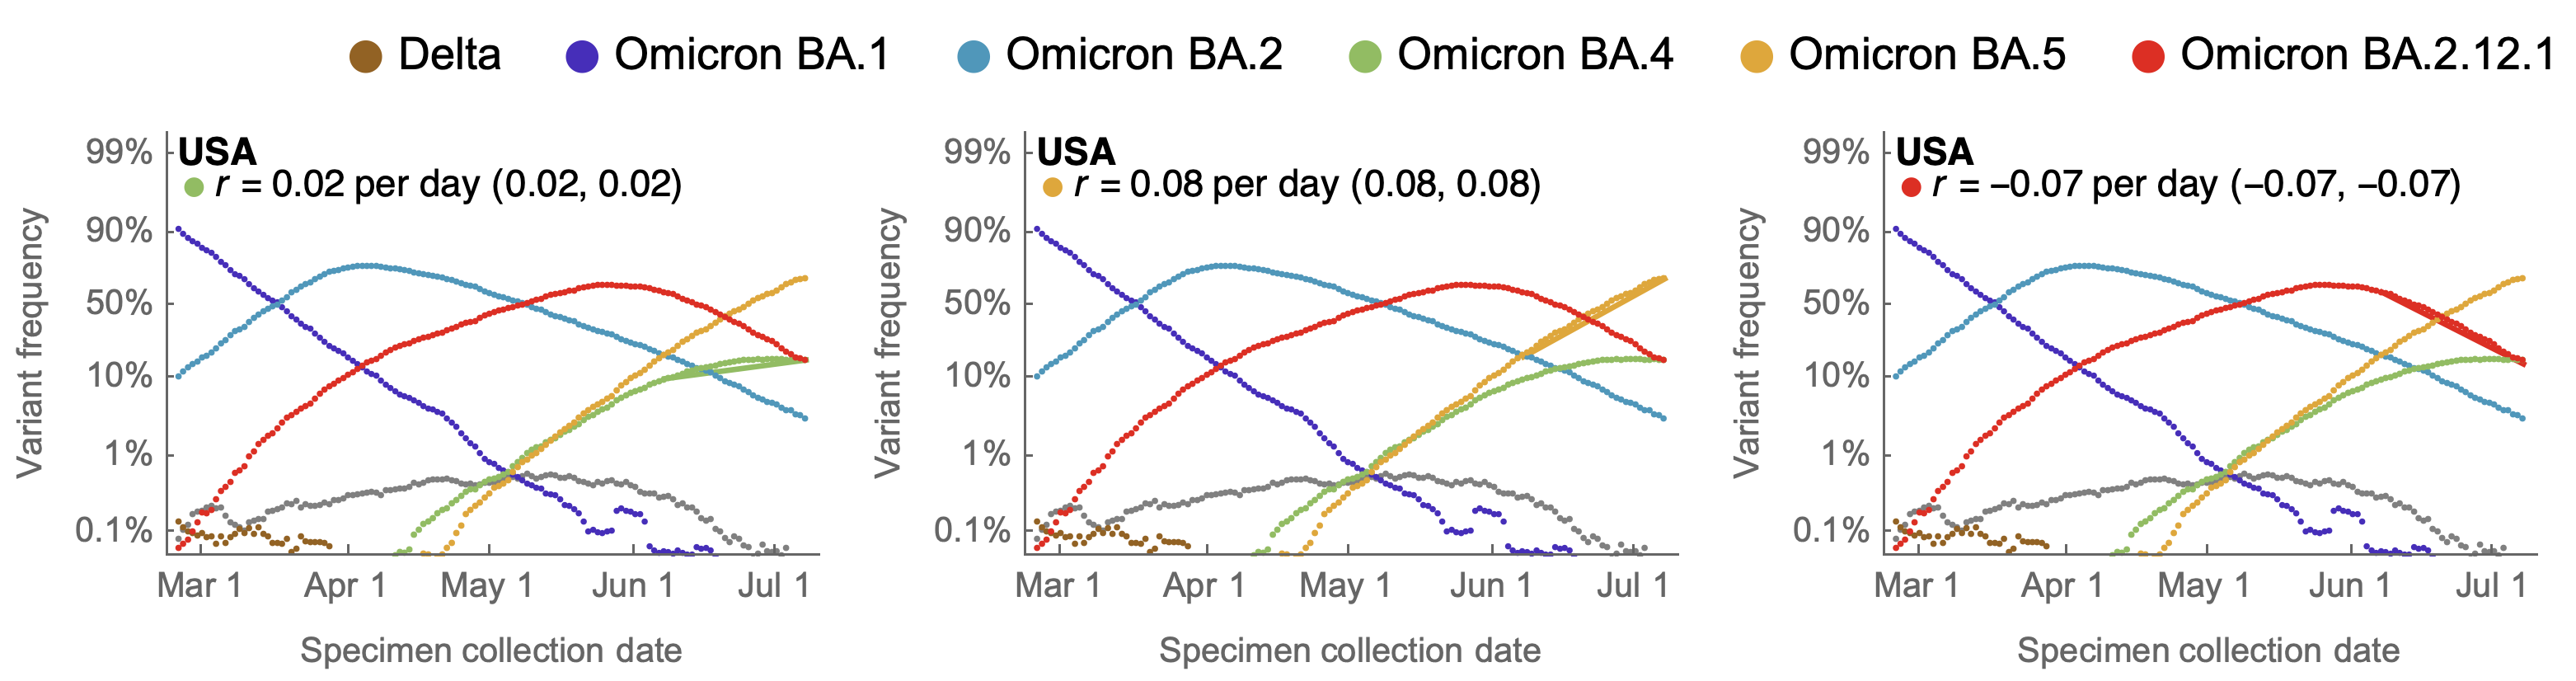 Delta Omicron BA.1 Omicron BA.2 Omicron BA.4 Omicron BA.5 Omicron BA.2.12.1
USA
r = 0.02 per day (0.02, 0.02)
99%
90%
50%
10%
1%
0.1%
Variant frequency
Mar 1 Apr 1 May 1 Jun 1 Jul 1
Specimen collection date
USA
r = 0.08 per day (0.08, 0.08)
99%
90%
50%
10%
1%
0.1%
Variant frequency
Mar 1 Apr 1 May 1 Jun 1 Jul 1
Specimen collection date
USA
r = −0.07 per day (−0.07, −0.07)
99%
90%
50%
10%
1%
0.1%
Variant frequency
Mar 1 Apr 1 May 1 Jun 1 Jul 1
Specimen collection date